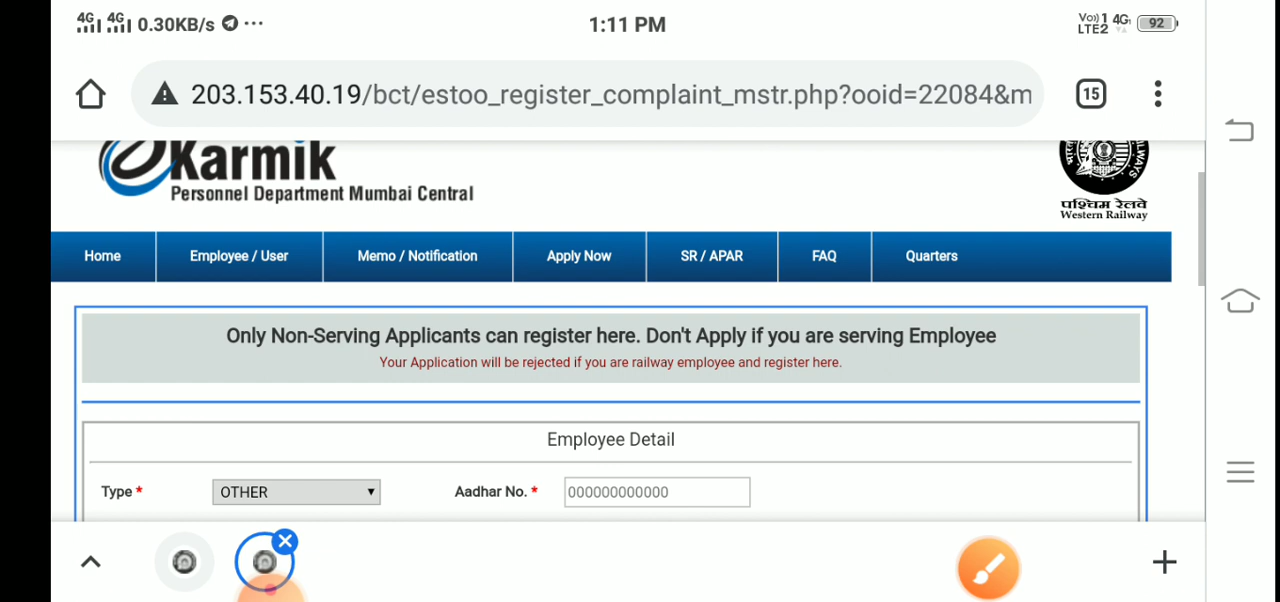 4G 4G 0.30KB/s ··· 1:11 PM Vo)) 1 4G LTE2 92
203.153.40.19/bct/estoo_register_complaint_mstr.php?ooid=22084&m 15
Karmik
Personnel Department Mumbai Central
पश्चिम रेलवे
Western Railway
Home Employee / User Memo / Notification Apply Now SR / APAR FAQ Quarters
Only Non-Serving Applicants can register here. Don't Apply if you are serving Employee
Your Application will be rejected if you are railway employee and register here.
Employee Detail
Type * OTHER Aadhar No. * 000000000000